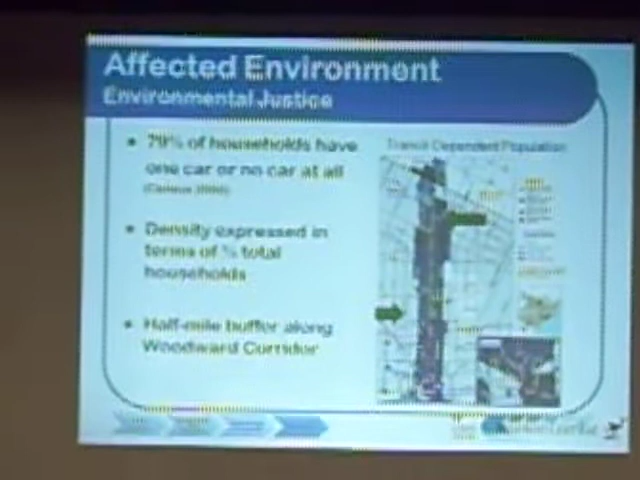 Affected Environment
Environmental Justice
79% of households have
one car or no car at all
(Census 2000)
Transit Dependent Population
Density expressed in
terms of % total
households
Half-mile buffer along
Woodward Corridor